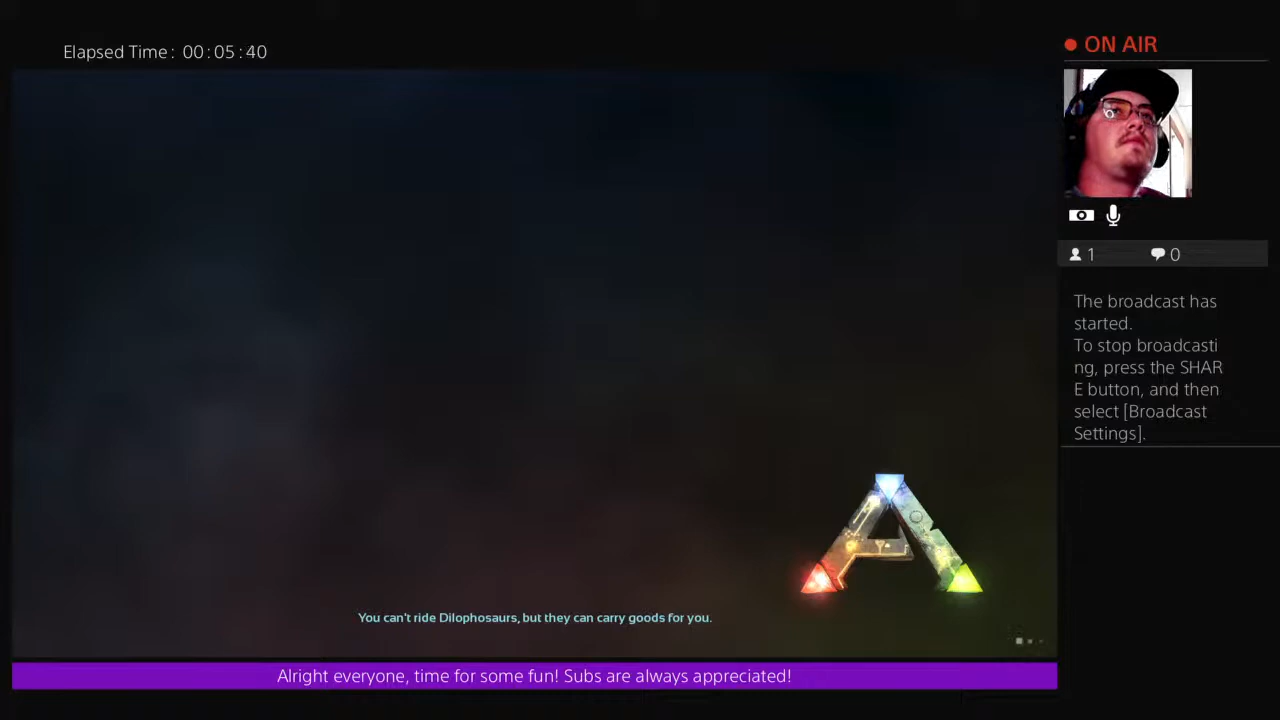 Elapsed Time: 00:05:40
ON AIR
1
0
The broadcast has
started.
To stop broadcasti
ng, press the SHAR
E button, and then
select [Broadcast
Settings].
You can't ride Dilophosaurs, but they can carry goods for you.
Alright everyone, time for some fun! Subs are always appreciated!